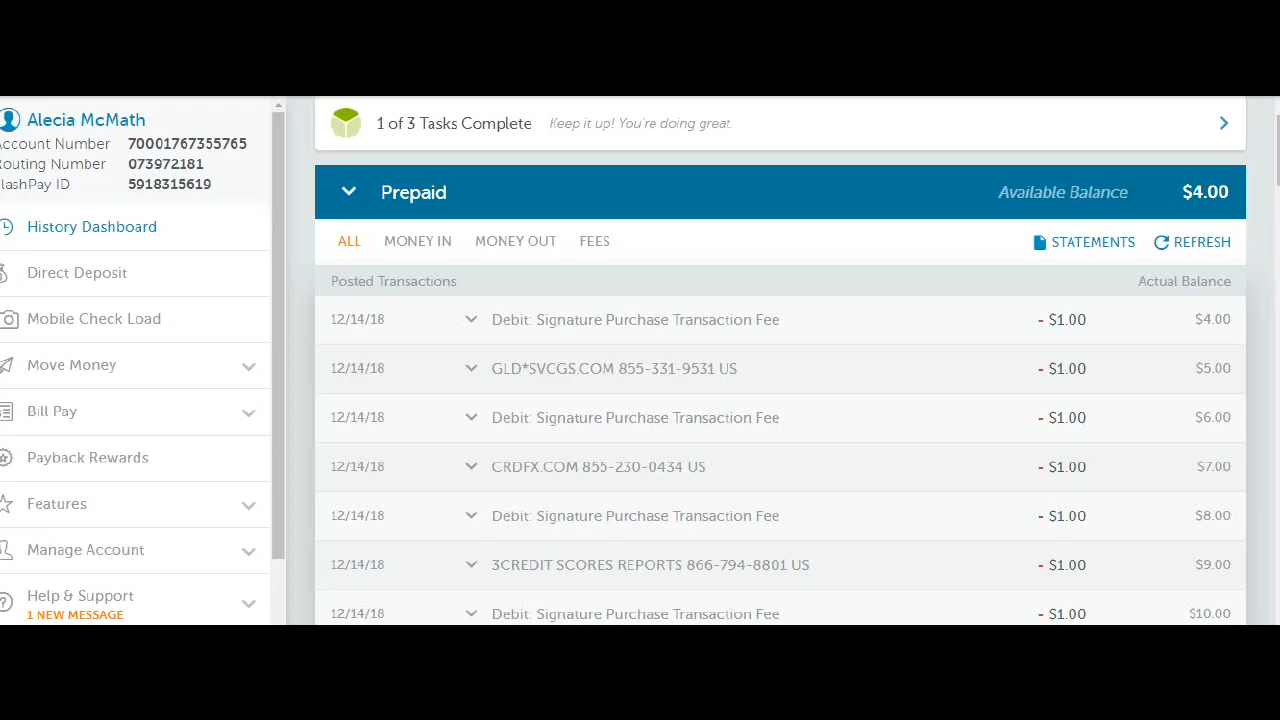 Alecia McMath
Account Number 70001767355765
Routing Number 073972181
lashPay ID 5918315619
History Dashboard
Direct Deposit
Mobile Check Load
Move Money
Bill Pay
Payback Rewards
Features
Manage Account
Help & Support
1 NEW MESSAGE
1 of 3 Tasks Complete Keep it up! You're doing great.
Prepaid Available Balance $4.00
ALL MONEY IN MONEY OUT FEES STATEMENTS REFRESH
Posted Transactions Actual Balance
12/14/18 Debit: Signature Purchase Transaction Fee - $1.00 $4.00
12/14/18 GLD*SVCGS.COM 855-331-9531 US - $1.00 $5.00
12/14/18 Debit: Signature Purchase Transaction Fee - $1.00 $6.00
12/14/18 CRDFX.COM 855-230-0434 US - $1.00 $7.00
12/14/18 Debit: Signature Purchase Transaction Fee - $1.00 $8.00
12/14/18 3CREDIT SCORES REPORTS 866-794-8801 US - $1.00 $9.00
12/14/18 Debit: Signature Purchase Transaction Fee - $1.00 $10.00